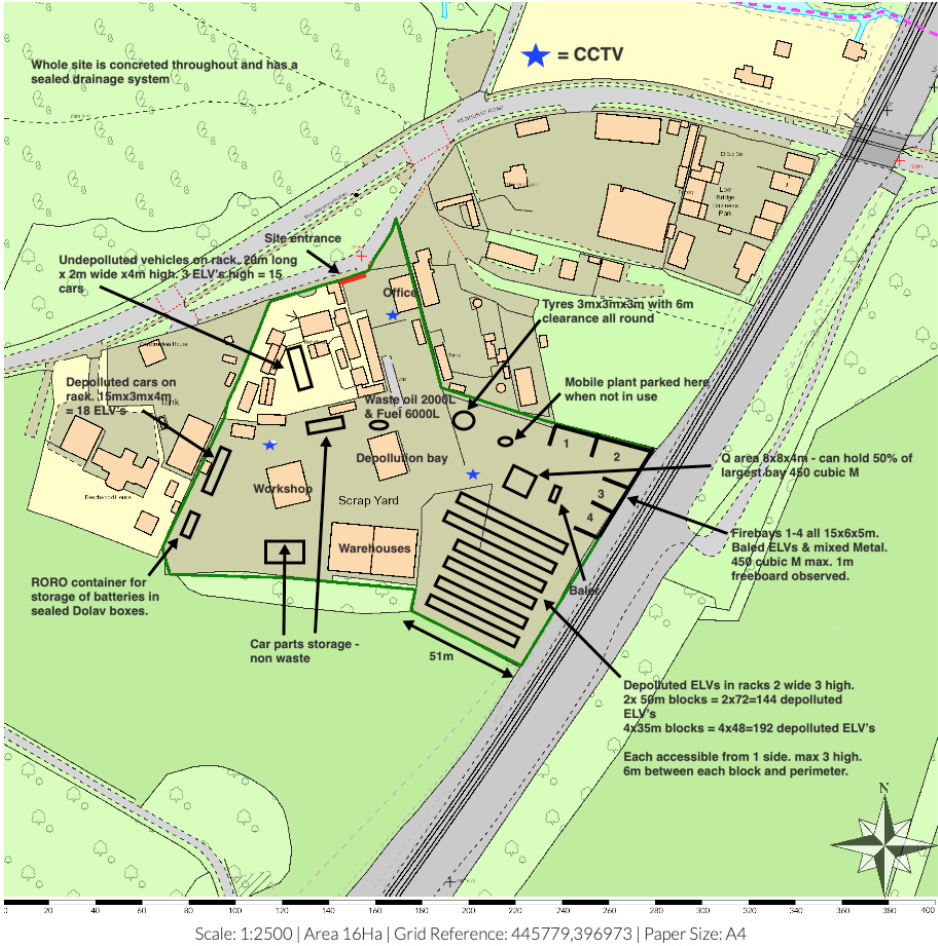 Whole site is concreted throughout and has a
sealed drainage system
= CCTV
Low
Bridge
Business
Park
Site entrance
Undepolluted vehicles on rack. 20m long
x 2m wide x4m high. 3 ELV's high = 15
cars
Office
Tyres 3mx3mx3m with 6m
clearance all round
Depolluted cars on
rack. 15mx3mx4m
= 18 ELV's
Waste oil 2000L
& Fuel 6000L
Mobile plant parked here
when not in use
1
2
3
4
Depollution bay
Q area 8x8x4m - can hold 50% of
largest bay 450 cubic M
Workshop
Scrap Yard
Beechwood House
Warehouses
Firebays 1-4 all 15x6x5m.
Baled ELVs & mixed Metal.
450 cubic M max. 1m
freeboard observed.
Baler
RORO container for
storage of batteries in
sealed Dolav boxes.
Car parts storage -
non waste
51m
Depolluted ELVs in racks 2 wide 3 high.
2x 50m blocks = 2x72=144 depolluted
ELV's
4x35m blocks = 4x48=192 depolluted ELV's
Each accessible from 1 side. max 3 high.
6m between each block and perimeter.
N
0 20 40 60 80 100 120 140 160 180 200 220 240 260 280 300 320 340 360 380 400
Scale: 1:2500 | Area 16Ha | Grid Reference: 445779,396973 | Paper Size: A4